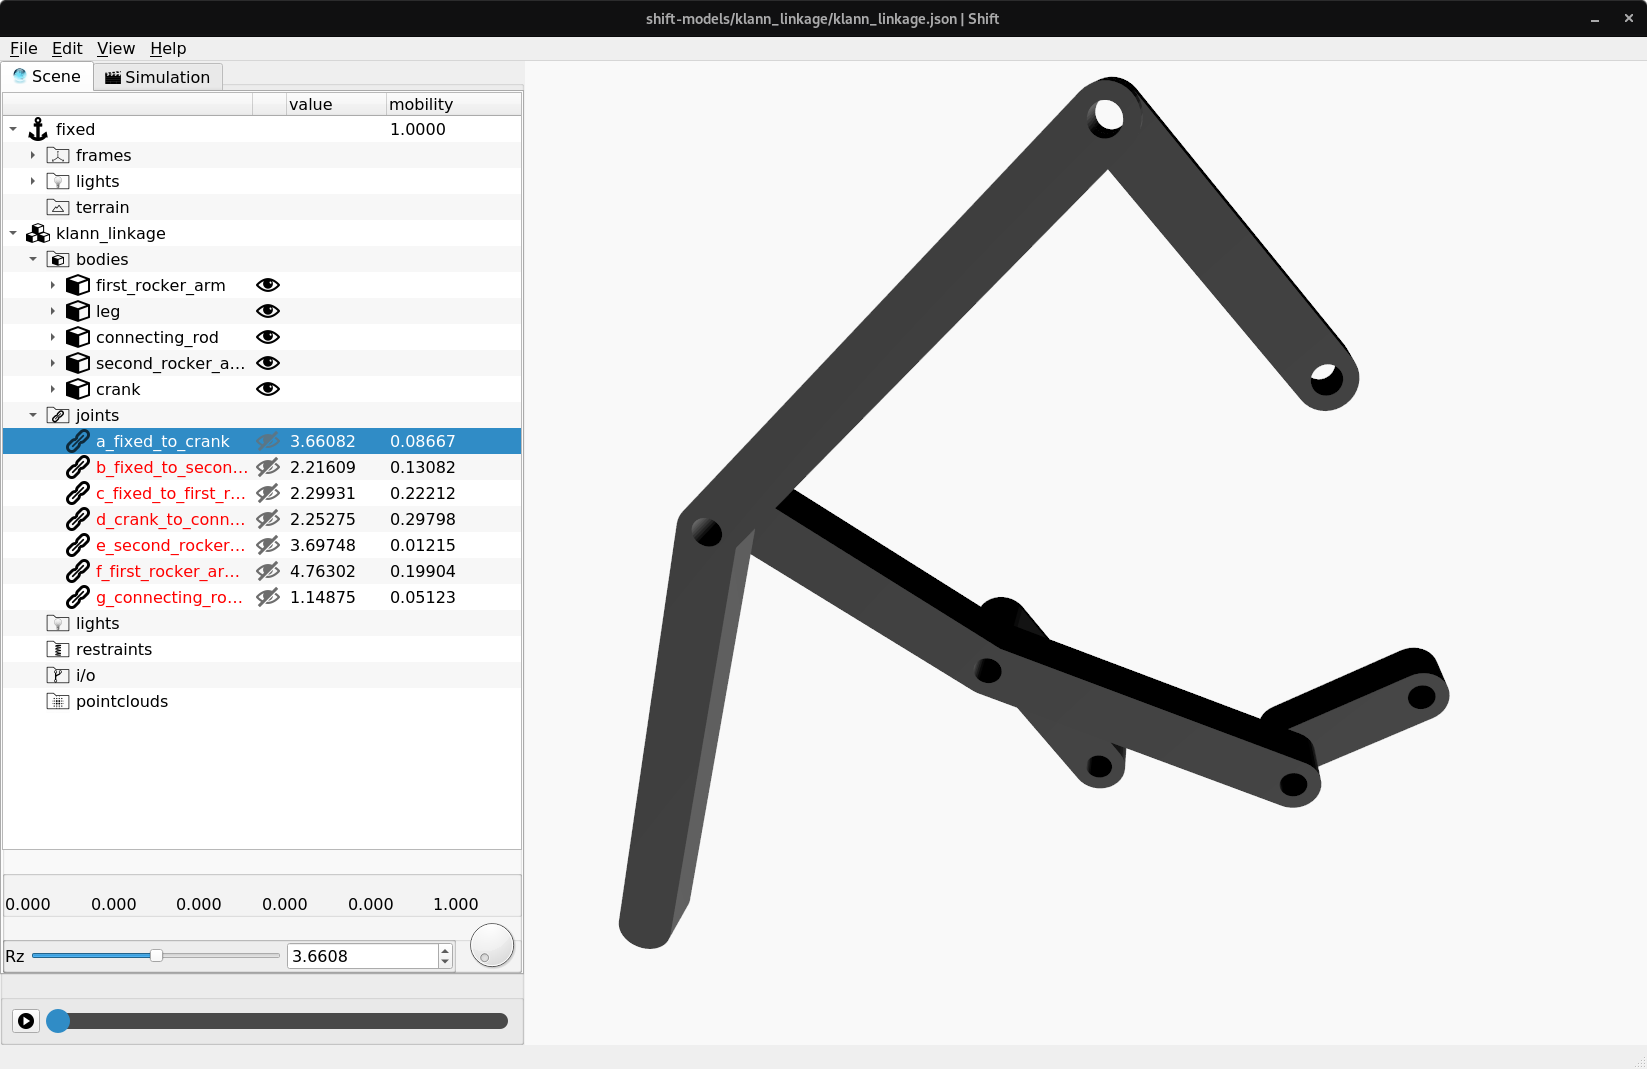 shift-models/klann_linkage/klann_linkage.json | Shift
File Edit View Help
Scene Simulation
value mobility
fixed 1.0000
frames
lights
terrain
klann_linkage
bodies
first_rocker_arm
leg
connecting_rod
second_rocker_a...
crank
joints
a_fixed_to_crank 3.66082 0.08667
b_fixed_to_secon... 2.21609 0.13082
c_fixed_to_first_r... 2.29931 0.22212
d_crank_to_conn... 2.25275 0.29798
e_second_rocker... 3.69748 0.01215
f_first_rocker_ar... 4.76302 0.19904
g_connecting_ro... 1.14875 0.05123
lights
restraints
i/o
pointclouds
0.000 0.000 0.000 0.000 0.000 1.000
Rz 3.6608